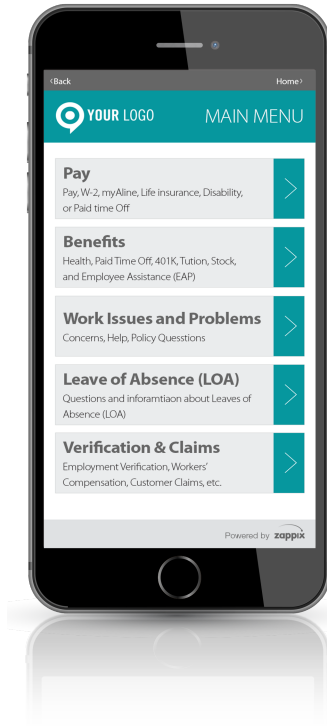 ‹Back Home›
YOUR LOGO MAIN MENU
Pay
Pay, W-2, myAline, Life insurance, Disability,
or Paid time Off
Benefits
Health, Paid Time Off, 401K, Tution, Stock,
and Employee Assistance (EAP)
Work Issues and Problems
Concerns, Help, Policy Quesstions
Leave of Absence (LOA)
Questions and inforamtiaon about Leaves of
Absence (LOA)
Verification & Claims
Employment Verification, Workers'
Compensation, Customer Claims, etc.
Powered by zappix